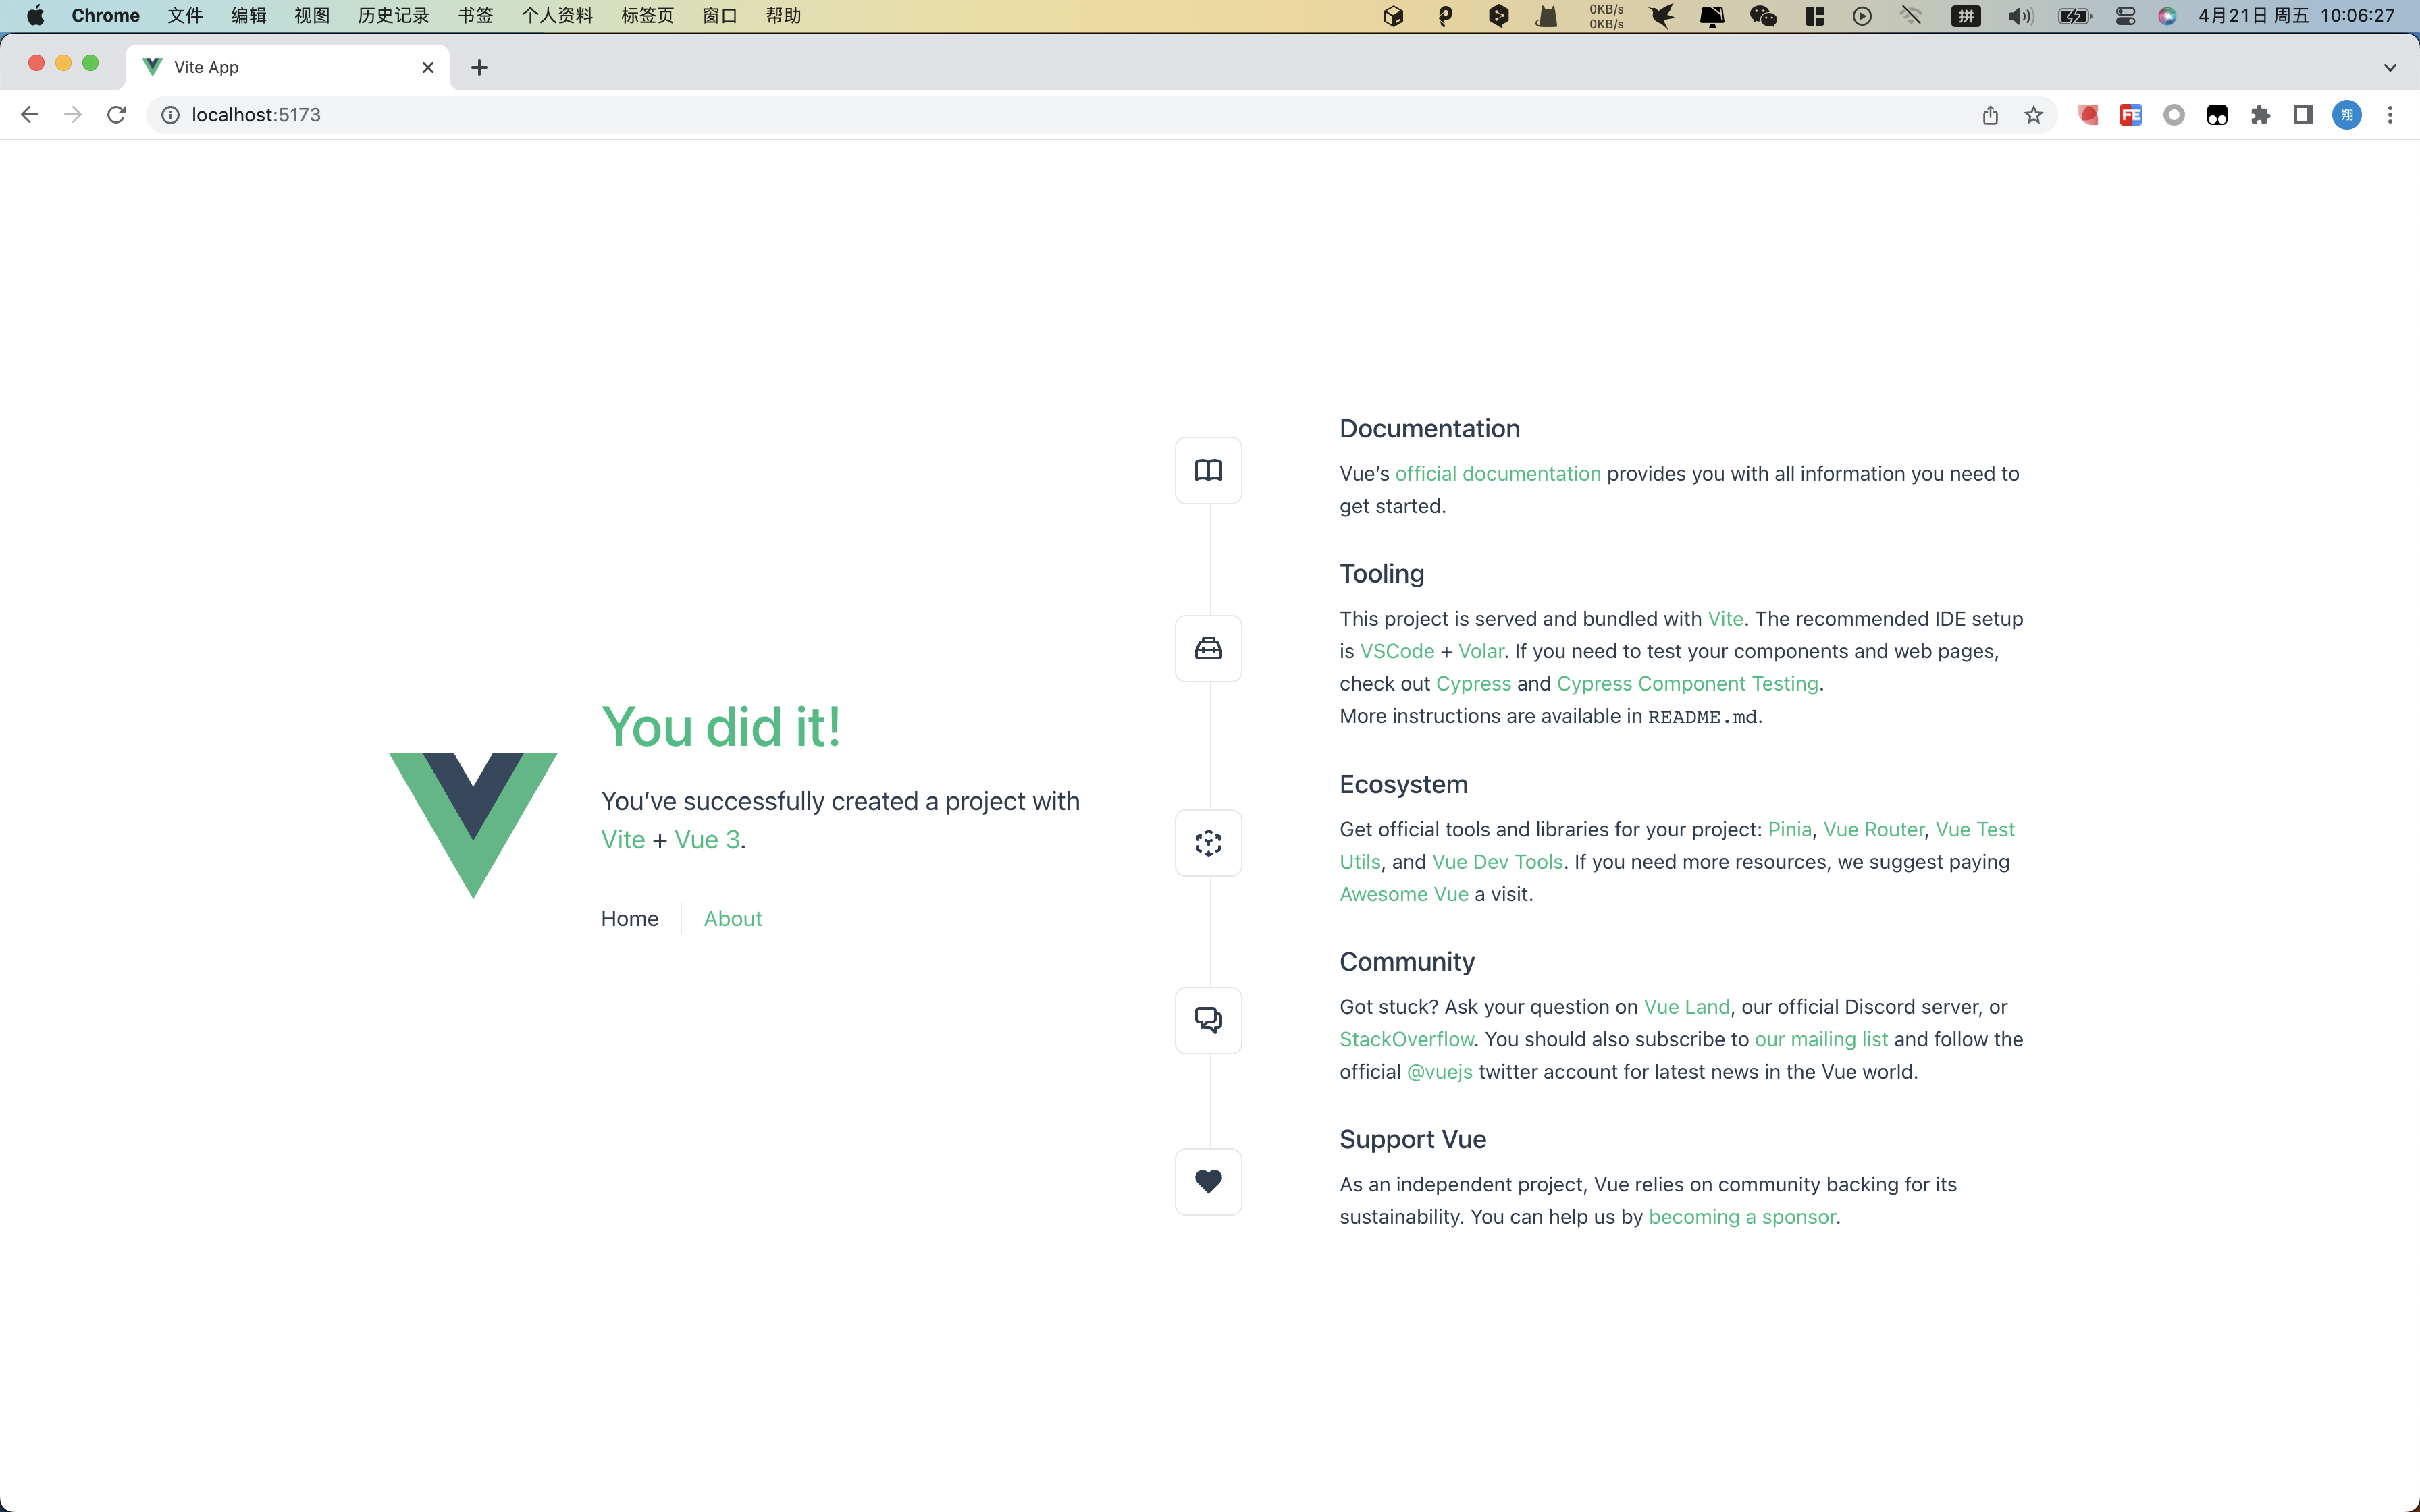 Chrome 文件 编辑 视图 历史记录 书签 个人资料 标签页 窗口 帮助
0KB/s
0KB/s
拼
4月21日 周五 10:06:27
Vite App
localhost:5173
FE
翔
Documentation
Vue’s official documentation provides you with all information you need to
get started.
Tooling
This project is served and bundled with Vite. The recommended IDE setup
is VSCode + Volar. If you need to test your components and web pages,
check out Cypress and Cypress Component Testing.
More instructions are available in README.md.
You did it!
You’ve successfully created a project with
Vite + Vue 3.
Home About
Ecosystem
Get official tools and libraries for your project: Pinia, Vue Router, Vue Test
Utils, and Vue Dev Tools. If you need more resources, we suggest paying
Awesome Vue a visit.
Community
Got stuck? Ask your question on Vue Land, our official Discord server, or
StackOverflow. You should also subscribe to our mailing list and follow the
official @vuejs twitter account for latest news in the Vue world.
Support Vue
As an independent project, Vue relies on community backing for its
sustainability. You can help us by becoming a sponsor.